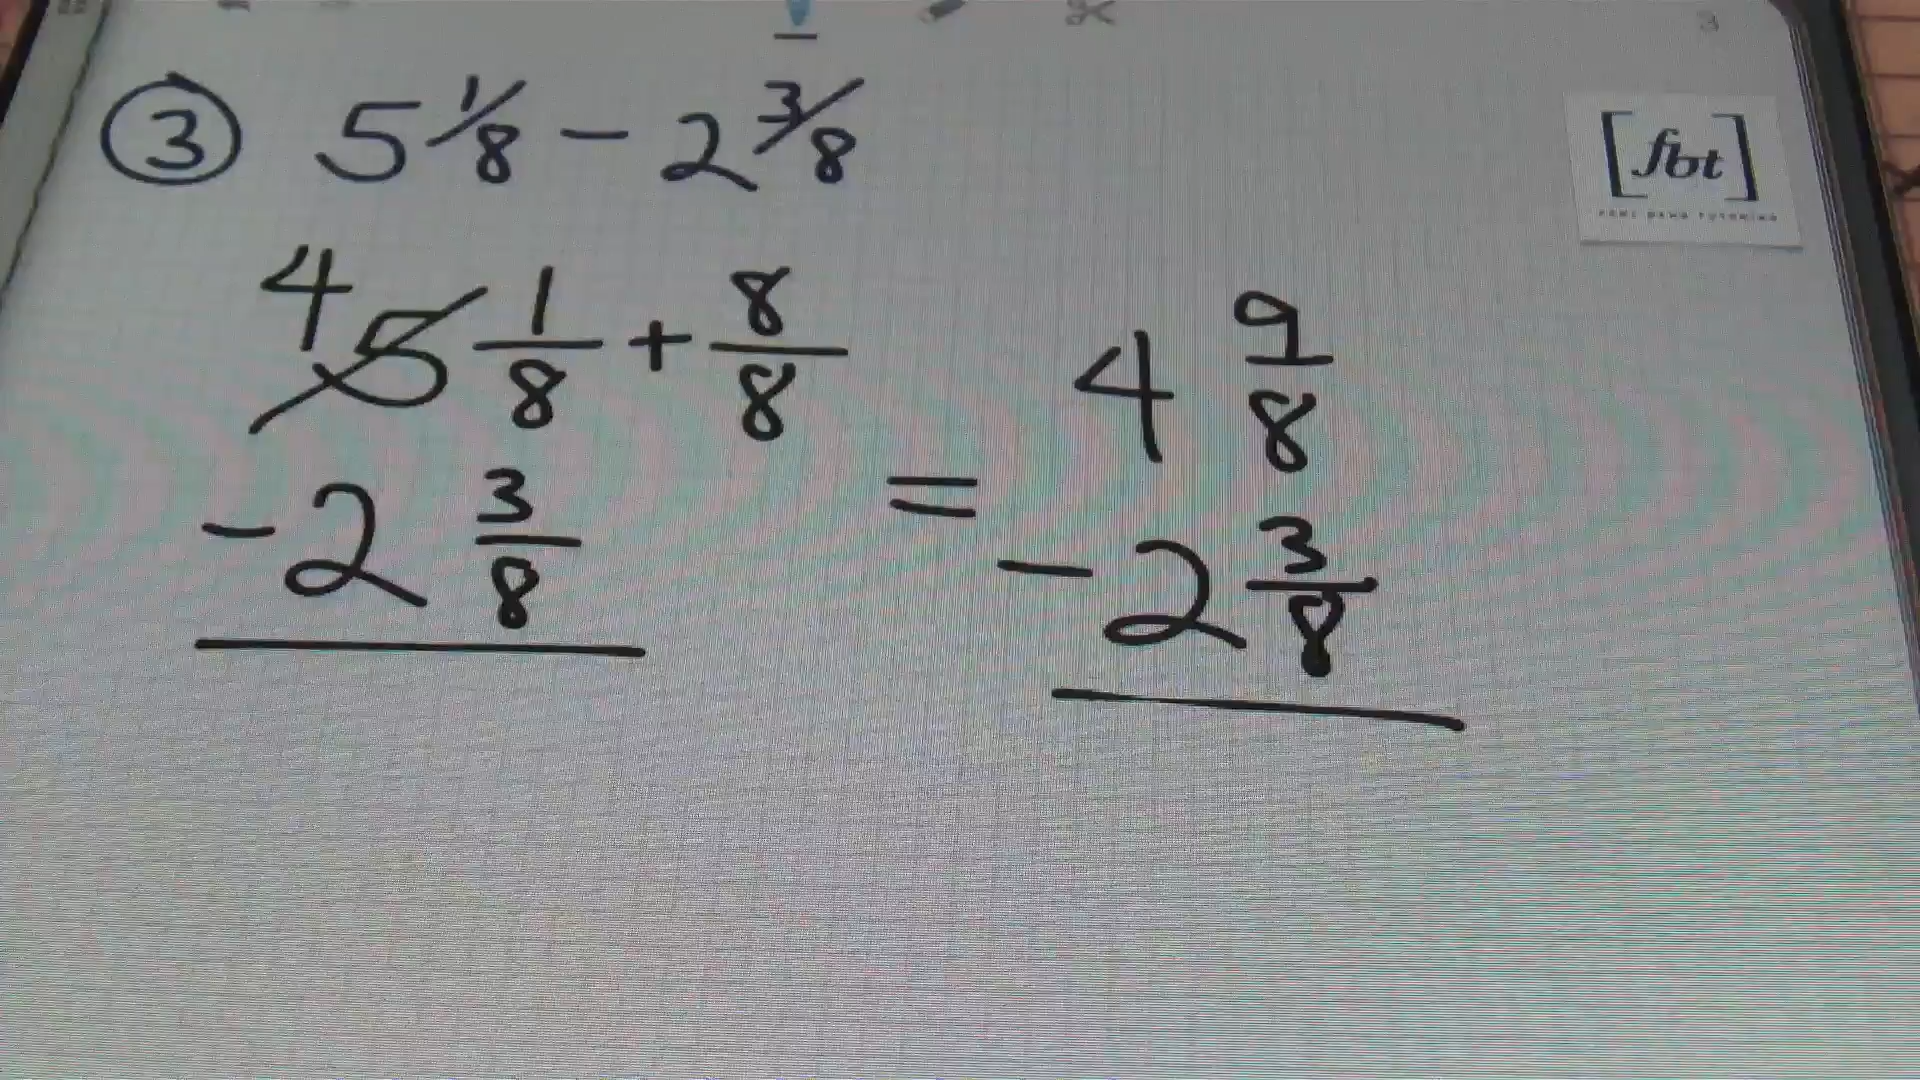 3
③ 5 1/8 − 2 3/8
[fbt]
4
5 1/8 + 8/8
− 2 3/8
=
4 9/8
− 2 3/8